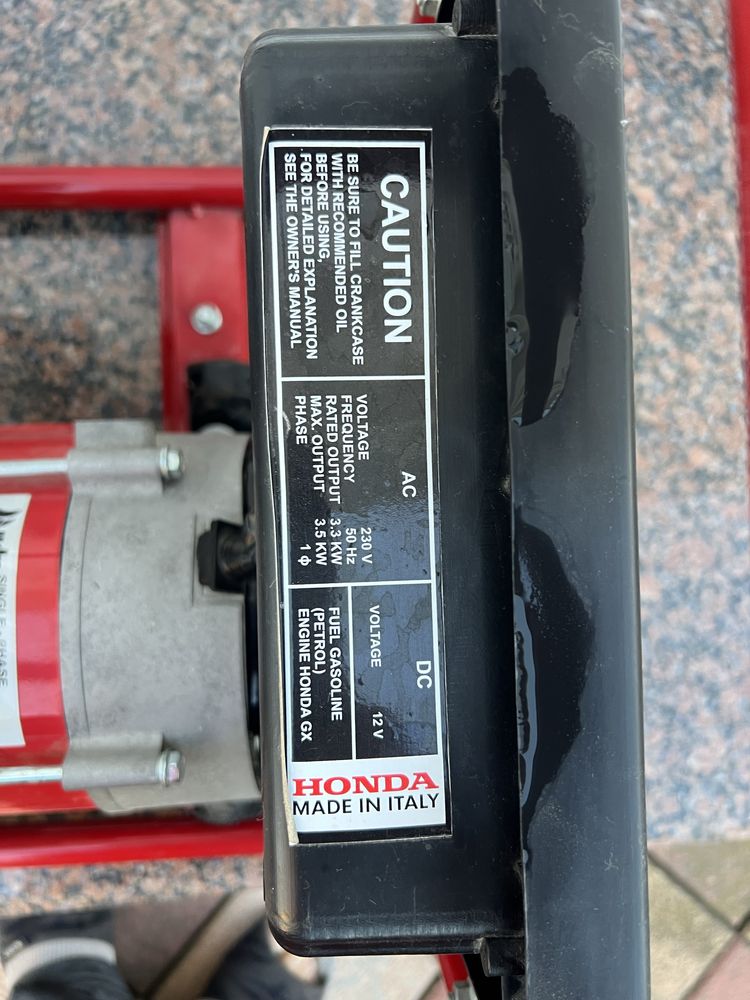 CAUTION
BE SURE TO FILL CRANKCASE
WITH RECOMMENDED OIL
BEFORE USING,
FOR DETAILED EXPLANATION
SEE THE OWNER'S MANUAL
AC
VOLTAGE 230 V
FREQUENCY 50 Hz
RATED OUTPUT 3.3 KW
MAX. OUTPUT 3.5 KW
PHASE 1 Φ
DC
VOLTAGE 12 V
FUEL GASOLINE
(PETROL)
ENGINE HONDA GX
HONDA
MADE IN ITALY
SINGLE-PHASE